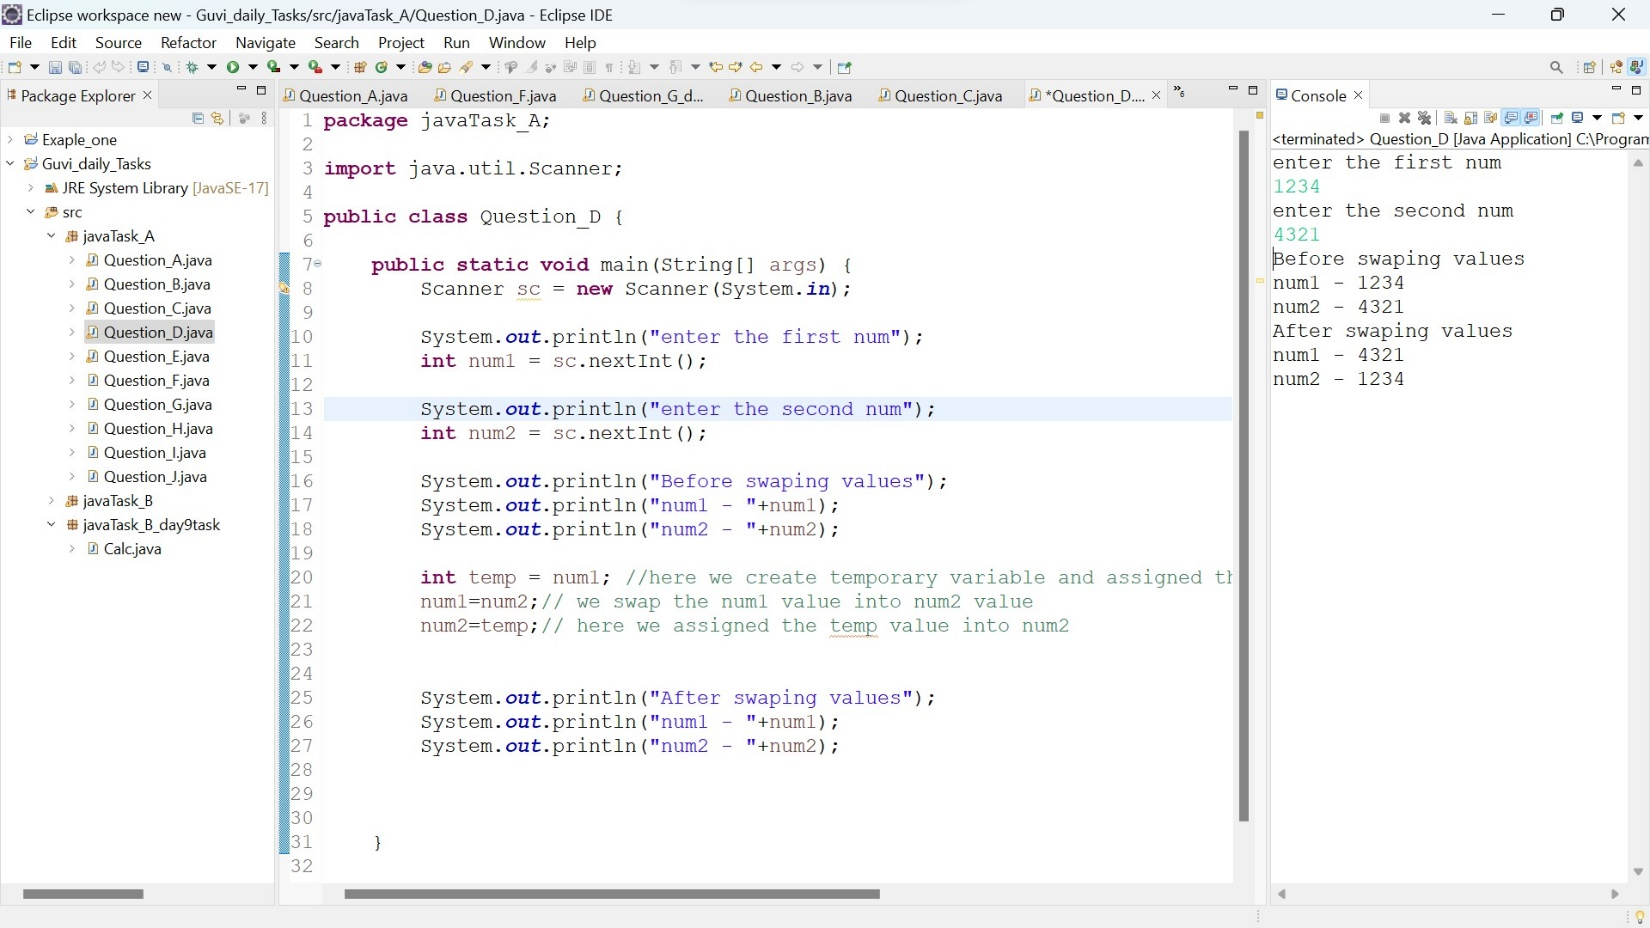 Eclipse workspace new - Guvi_daily_Tasks/src/javaTask_A/Question_D.java - Eclipse IDE
File Edit Source Refactor Navigate Search Project Run Window Help
Package Explorer
Exaple_one
Guvi_daily_Tasks
JRE System Library [JavaSE-17]
src
javaTask_A
Question_A.java
Question_B.java
Question_C.java
Question_D.java
Question_E.java
Question_F.java
Question_G.java
Question_H.java
Question_I.java
Question_J.java
javaTask_B
javaTask_B_day9task
Calc.java
Question_A.java Question_F.java Question_G_d... Question_B.java Question_C.java *Question_D.... »6
1 package javaTask_A;
2
3 import java.util.Scanner;
4
5 public class Question_D {
6
7 public static void main(String[] args) {
8 Scanner sc = new Scanner(System.in);
9
10 System.out.println("enter the first num");
11 int num1 = sc.nextInt();
12
13 System.out.println("enter the second num");
14 int num2 = sc.nextInt();
15
16 System.out.println("Before swaping values");
17 System.out.println("num1 - "+num1);
18 System.out.println("num2 - "+num2);
19
20 int temp = num1; //here we create temporary variable and assigned th
21 num1=num2;// we swap the num1 value into num2 value
22 num2=temp;// here we assigned the temp value into num2
23
24
25 System.out.println("After swaping values");
26 System.out.println("num1 - "+num1);
27 System.out.println("num2 - "+num2);
28
29
30
31 }
32
Console
<terminated> Question_D [Java Application] C:\Program
enter the first num
1234
enter the second num
4321
Before swaping values
num1 - 1234
num2 - 4321
After swaping values
num1 - 4321
num2 - 1234